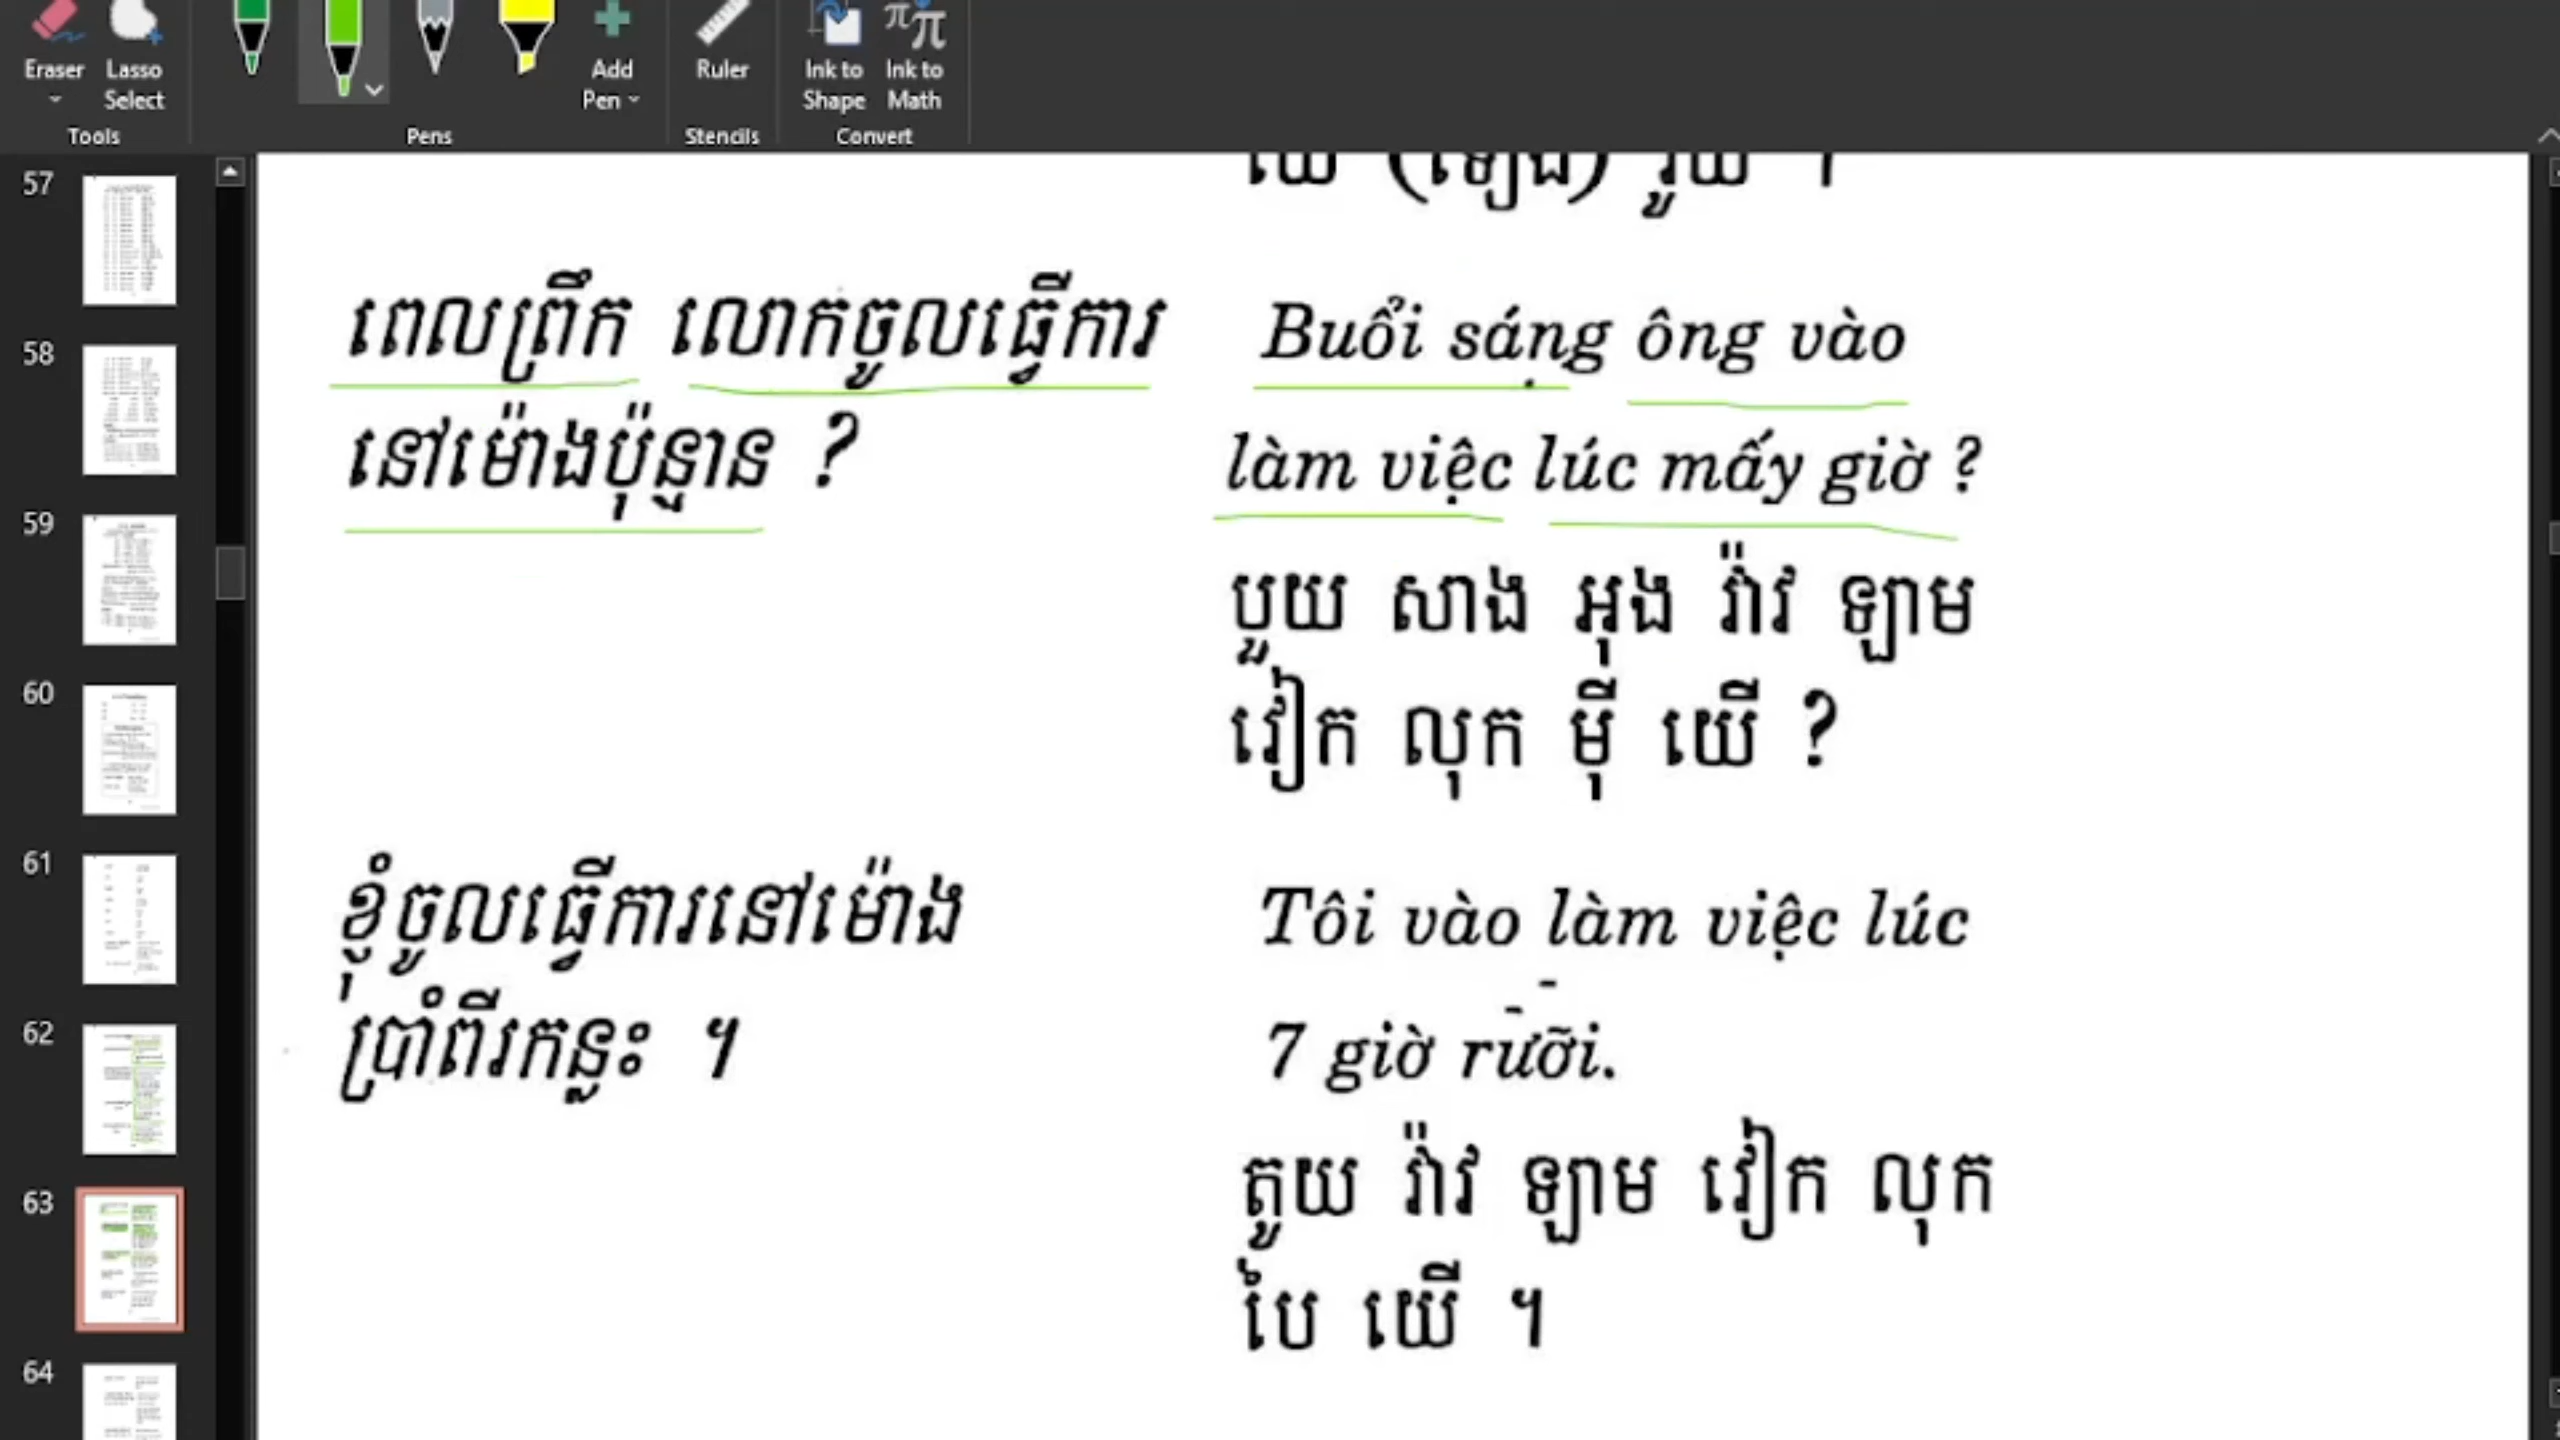 Eraser
Lasso
Select
Add
Pen
Ruler
Ink to
Shape
Ink to
Math
Tools
Pens
Stencils
Convert
57
58
59
60
61
62
63
64
យើ (ទៀង) រូយ ។
ពេលព្រឹក លោកចូលធ្វើការ
នៅម៉ោងប៉ុន្មាន ?
Buổi sáng ông vào
làm việc lúc mấy giờ ?
បួយ សាង អុង វ៉ាវ ឡាម
វៀក លុក ម៉ី យើ ?
ខ្ញុំចូលធ្វើការនៅម៉ោង
ប្រាំពីរកន្លះ ។
Tôi vào làm việc lúc
7 giờ rưỡi.
តូយ វ៉ាវ ឡាម វៀក លុក
បៃ យើ ។